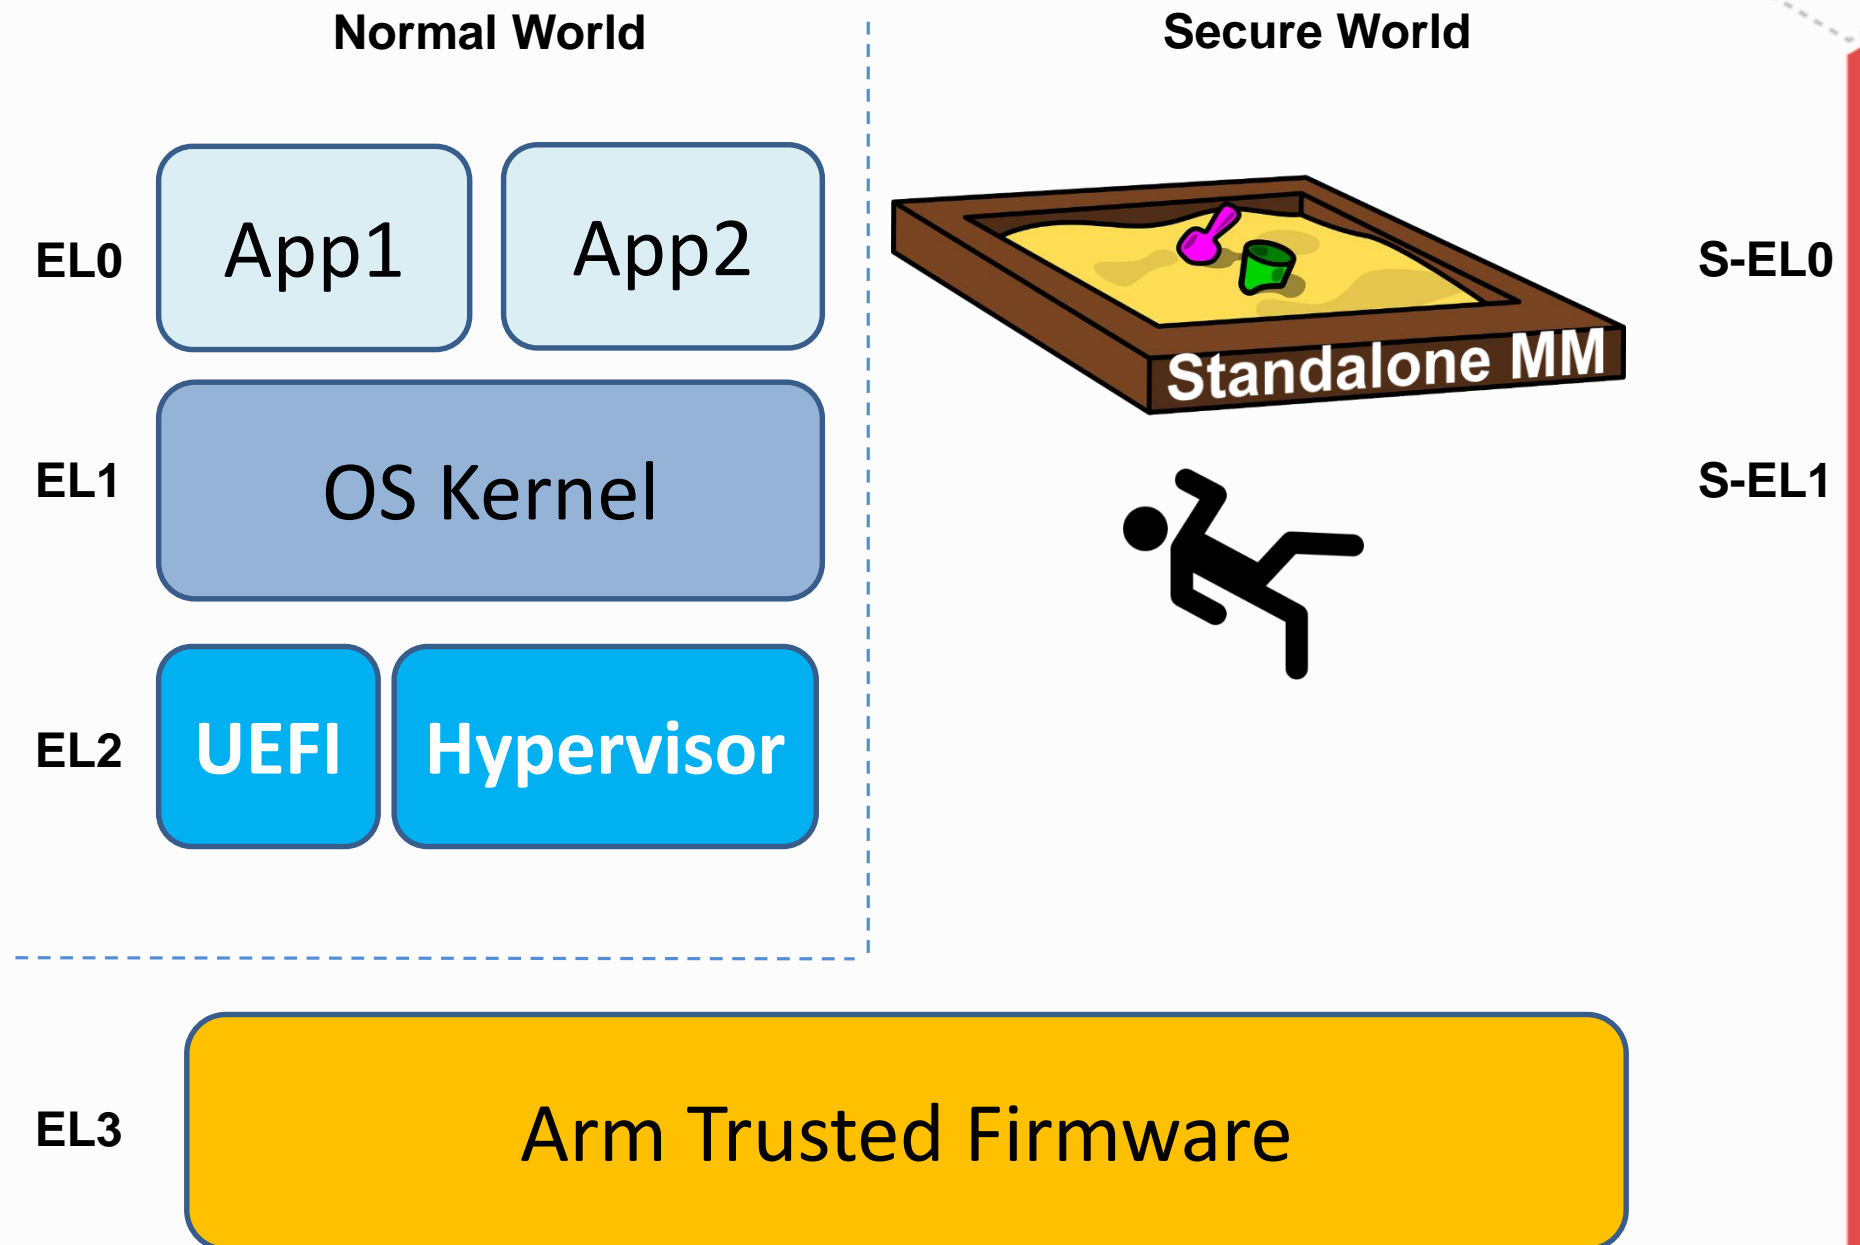 Normal World
Secure World
EL0
App1
App2
Standalone MM
S-EL0
EL1
OS Kernel
S-EL1
EL2
UEFI
Hypervisor
EL3
Arm Trusted Firmware